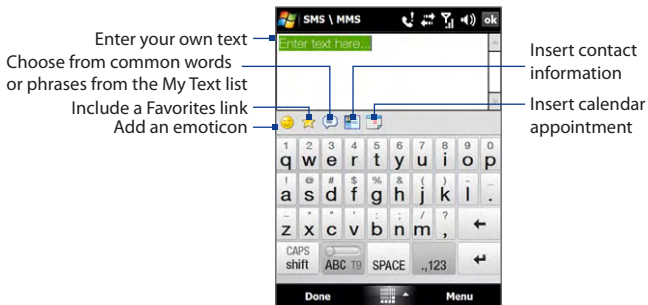 SMS \ MMS
ok
Enter your own text
Enter text here...
Choose from common words
or phrases from the My Text list
Include a Favorites link
Add an emoticon
Insert contact
information
Insert calendar
appointment
1 2 3 4 5 6 7 8 9 0
q w e r t y u i o p
! @ # $ % & ( ) -
a s d f g h j k l .
z x c v b n m , ←
CAPS
shift ABC T9 SPACE .,123 ↵
Done Menu